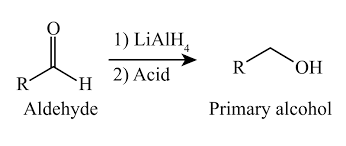 O
1) LiAlH4
2) Acid
R
H
R
OH
Aldehyde
Primary alcohol